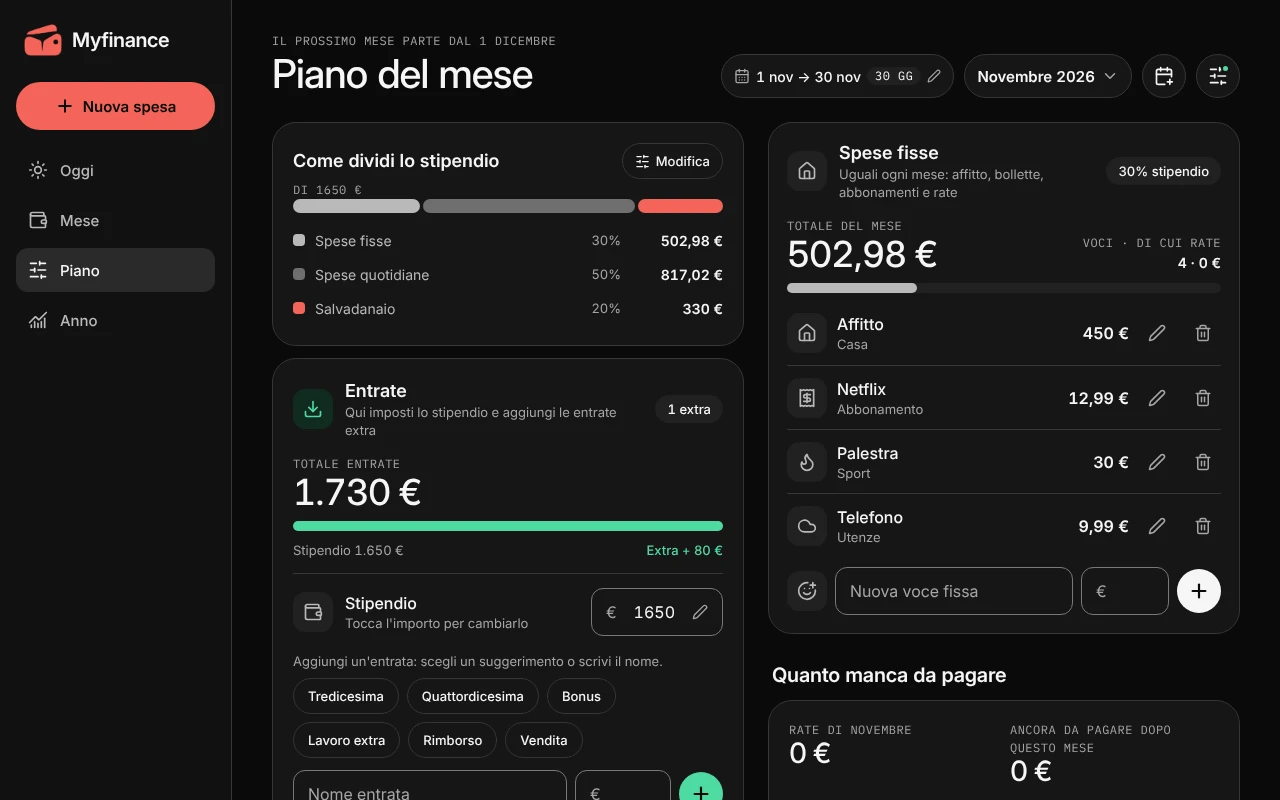 Myfinance
Nuova spesa
Oggi
Mese
Piano
Anno
IL PROSSIMO MESE PARTE DAL 1 DICEMBRE
Piano del mese
1 nov → 30 nov 30 GG
Novembre 2026
Come dividi lo stipendio
Modifica
DI 1650 €
Spese fisse 30% 502,98 €
Spese quotidiane 50% 817,02 €
Salvadanaio 20% 330 €
Entrate
Qui imposti lo stipendio e aggiungi le entrate
extra
1 extra
TOTALE ENTRATE
1.730 €
Stipendio 1.650 € Extra + 80 €
Stipendio
Tocca l'importo per cambiarlo
€ 1650
Aggiungi un'entrata: scegli un suggerimento o scrivi il nome.
Tredicesima Quattordicesima Bonus
Lavoro extra Rimborso Vendita
Nome entrata € +
Spese fisse
Uguali ogni mese: affitto, bollette,
abbonamenti e rate
30% stipendio
TOTALE DEL MESE
502,98 €
VOCI · DI CUI RATE
4 · 0 €
Affitto
Casa
450 €
Netflix
Abbonamento
12,99 €
Palestra
Sport
30 €
Telefono
Utenze
9,99 €
Nuova voce fissa € +
Quanto manca da pagare
RATE DI NOVEMBRE
0 €
ANCORA DA PAGARE DOPO
QUESTO MESE
0 €